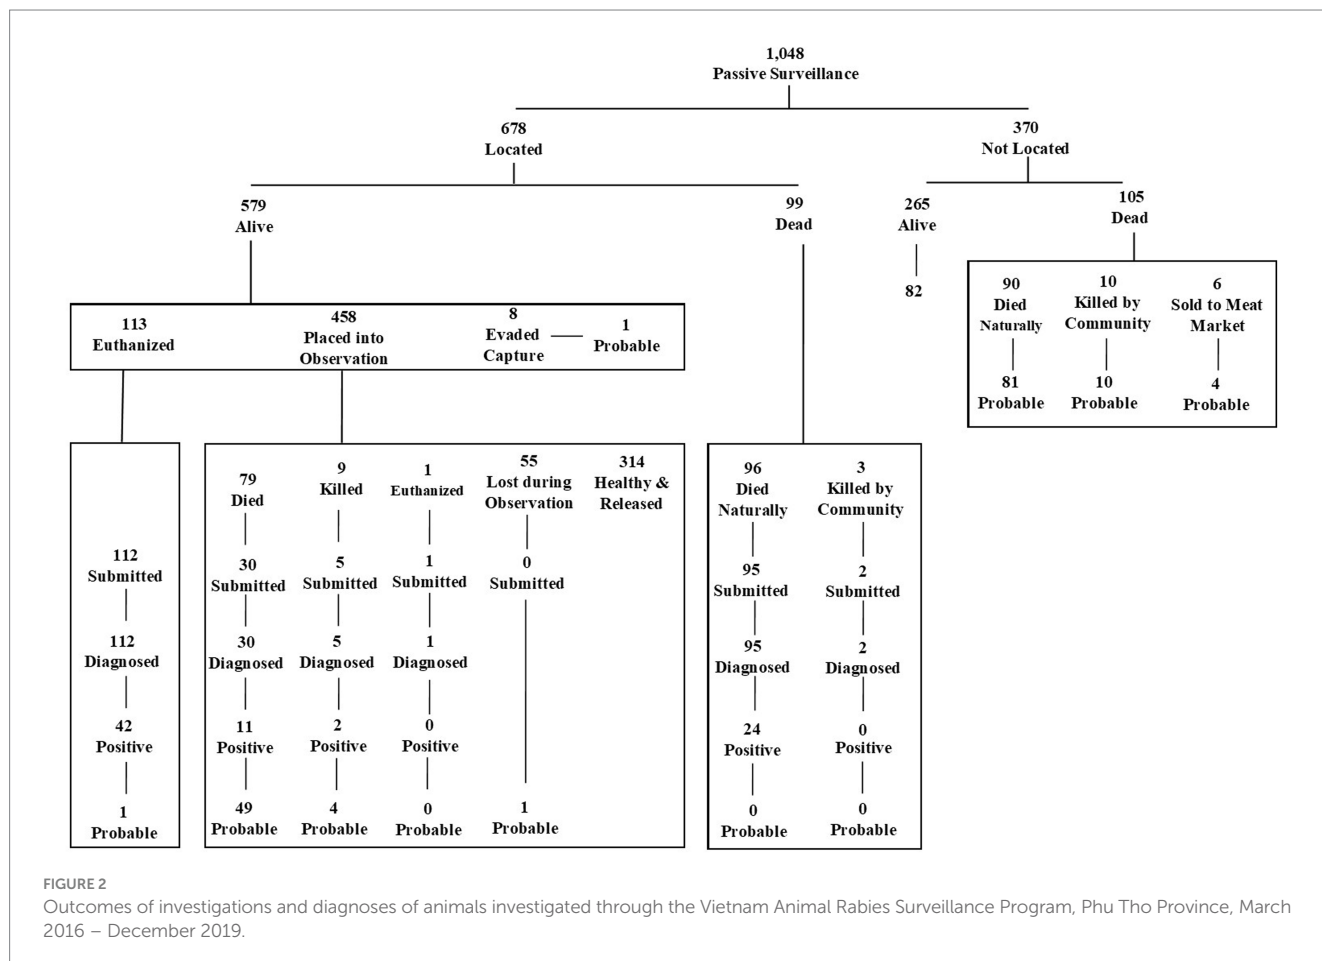 1,048
Passive Surveillance
678
Located
370
Not Located
579
Alive
99
Dead
265
Alive
105
Dead
82
90
Died
Naturally
10
Killed by
Community
6
Sold to Meat
Market
81
Probable
10
Probable
4
Probable
113
Euthanized
458
Placed into
Observation
8
Evaded
Capture
1
Probable
112
Submitted
112
Diagnosed
42
Positive
1
Probable
79
Died
30
Submitted
30
Diagnosed
11
Positive
49
Probable
9
Killed
5
Submitted
5
Diagnosed
2
Positive
4
Probable
1
Euthanized
1
Submitted
1
Diagnosed
0
Positive
0
Probable
55
Lost during
Observation
0
Submitted
1
Probable
314
Healthy &
Released
96
Died
Naturally
95
Submitted
95
Diagnosed
24
Positive
0
Probable
3
Killed by
Community
2
Submitted
2
Diagnosed
0
Positive
0
Probable
FIGURE 2
Outcomes of investigations and diagnoses of animals investigated through the Vietnam Animal Rabies Surveillance Program, Phu Tho Province, March
2016 – December 2019.